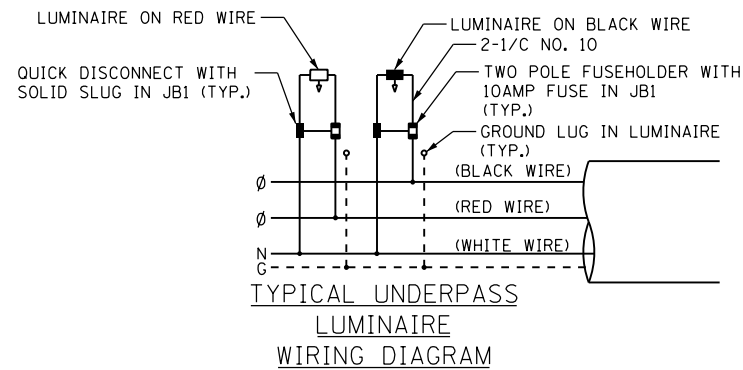 LUMINAIRE ON RED WIRE
LUMINAIRE ON BLACK WIRE
2-1/C NO. 10
QUICK DISCONNECT WITH
SOLID SLUG IN JB1 (TYP.)
TWO POLE FUSEHOLDER WITH
10AMP FUSE IN JB1
(TYP.)
GROUND LUG IN LUMINAIRE
(TYP.)
Ø (BLACK WIRE)
Ø (RED WIRE)
N (WHITE WIRE)
G
TYPICAL UNDERPASS
LUMINAIRE
WIRING DIAGRAM